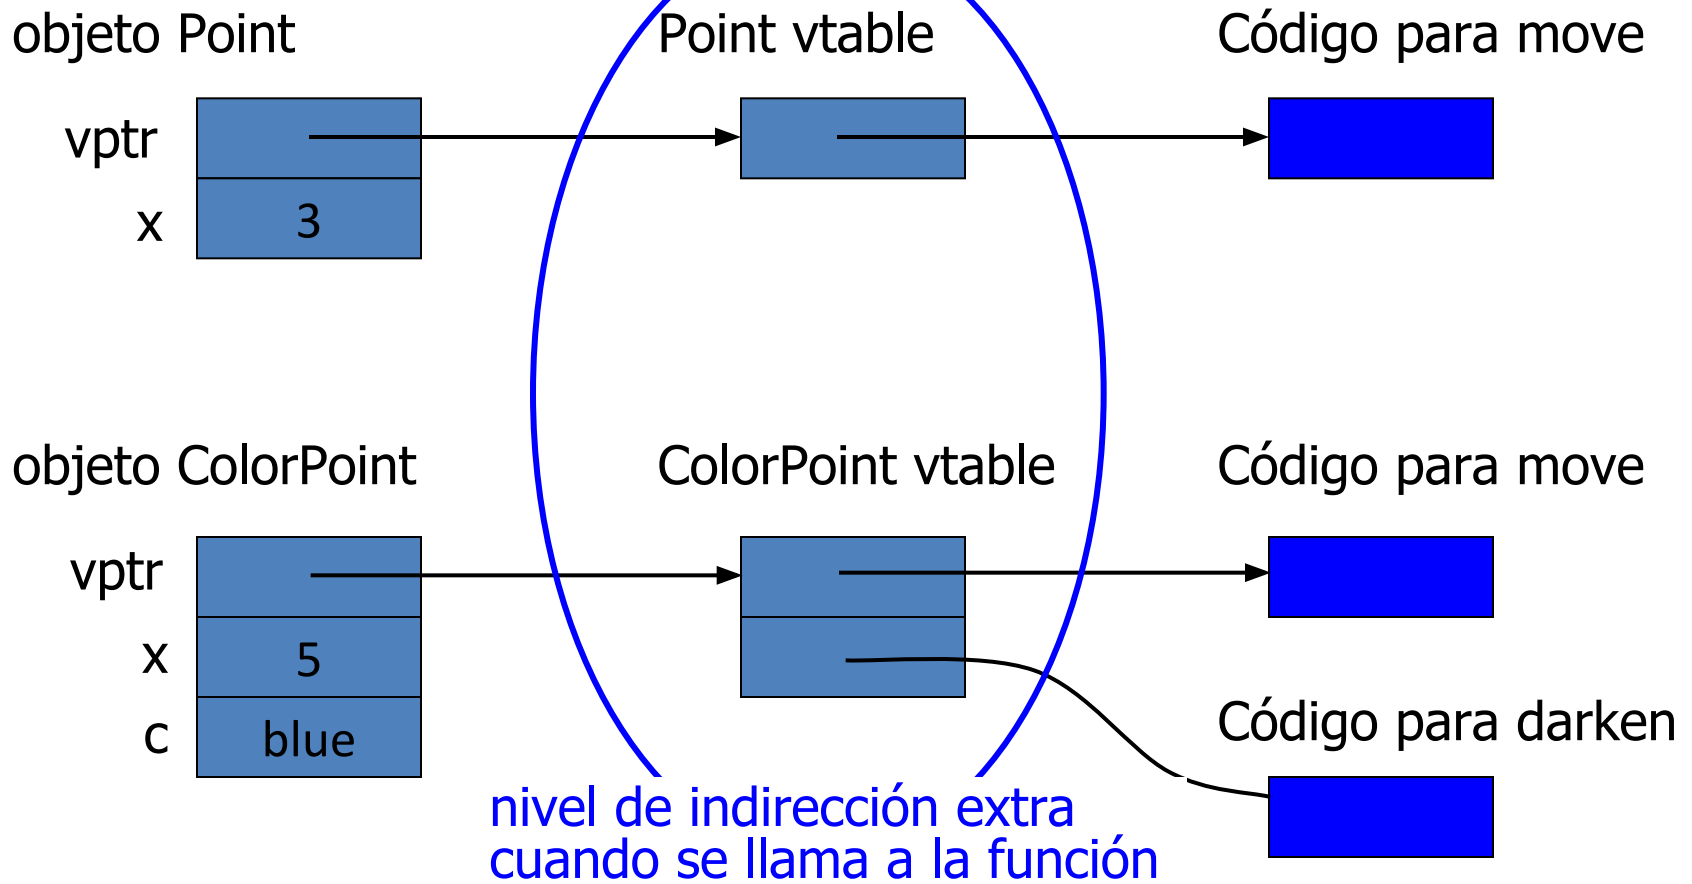 objeto Point
Point vtable
Código para move
vptr
x
3
objeto ColorPoint
ColorPoint vtable
Código para move
vptr
x
5
c
blue
Código para darken
nivel de indirección extra
cuando se llama a la función